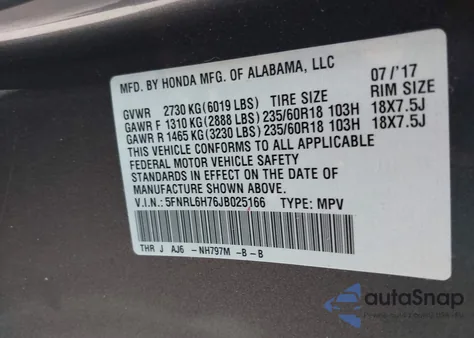 MFD. BY HONDA MFG. OF ALABAMA, LLC 07/'17
GVWR 2730 KG(6019 LBS) TIRE SIZE RIM SIZE
GAWR F 1310 KG(2888 LBS)235/60R18 103H 18X7.5J
GAWR R 1465 KG(3230 LBS)235/60R18 103H 18X7.5J
THIS VEHICLE CONFORMS TO ALL APPLICABLE
FEDERAL MOTOR VEHICLE SAFETY
STANDARDS IN EFFECT ON THE DATE OF
MANUFACTURE SHOWN ABOVE.
V.I.N.: 5FNRL6H76JB025166 TYPE: MPV
THR J AJ6 -NH797M -B-B
autoSnap